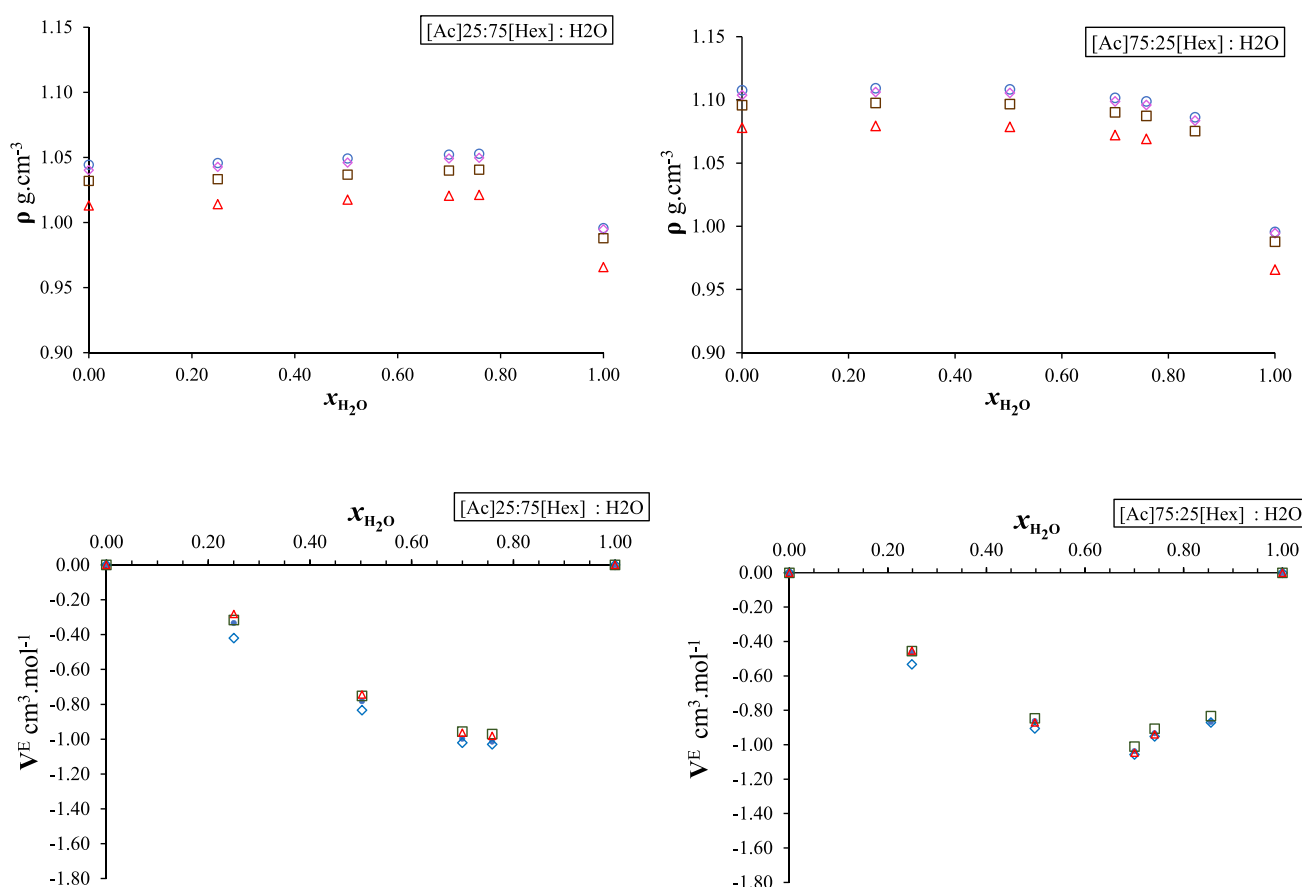 [Ac]25:75[Hex] : H2O
1.15
1.10
1.05
1.00
0.95
0.90
ρ g.cm-3
0.00 0.20 0.40 0.60 0.80 1.00
xH2O
[Ac]75:25[Hex] : H2O
1.15
1.10
1.05
1.00
0.95
0.90
ρ g.cm-3
0.00 0.20 0.40 0.60 0.80 1.00
xH2O
[Ac]25:75[Hex] : H2O
xH2O
0.00 0.20 0.40 0.60 0.80 1.00
0.00
-0.20
-0.40
-0.60
-0.80
-1.00
-1.20
-1.40
-1.60
-1.80
VE cm3.mol-1
[Ac]75:25[Hex] : H2O
xH2O
0.00 0.20 0.40 0.60 0.80 1.00
0.00
-0.20
-0.40
-0.60
-0.80
-1.00
-1.20
-1.40
-1.60
-1.80
VE cm3.mol-1